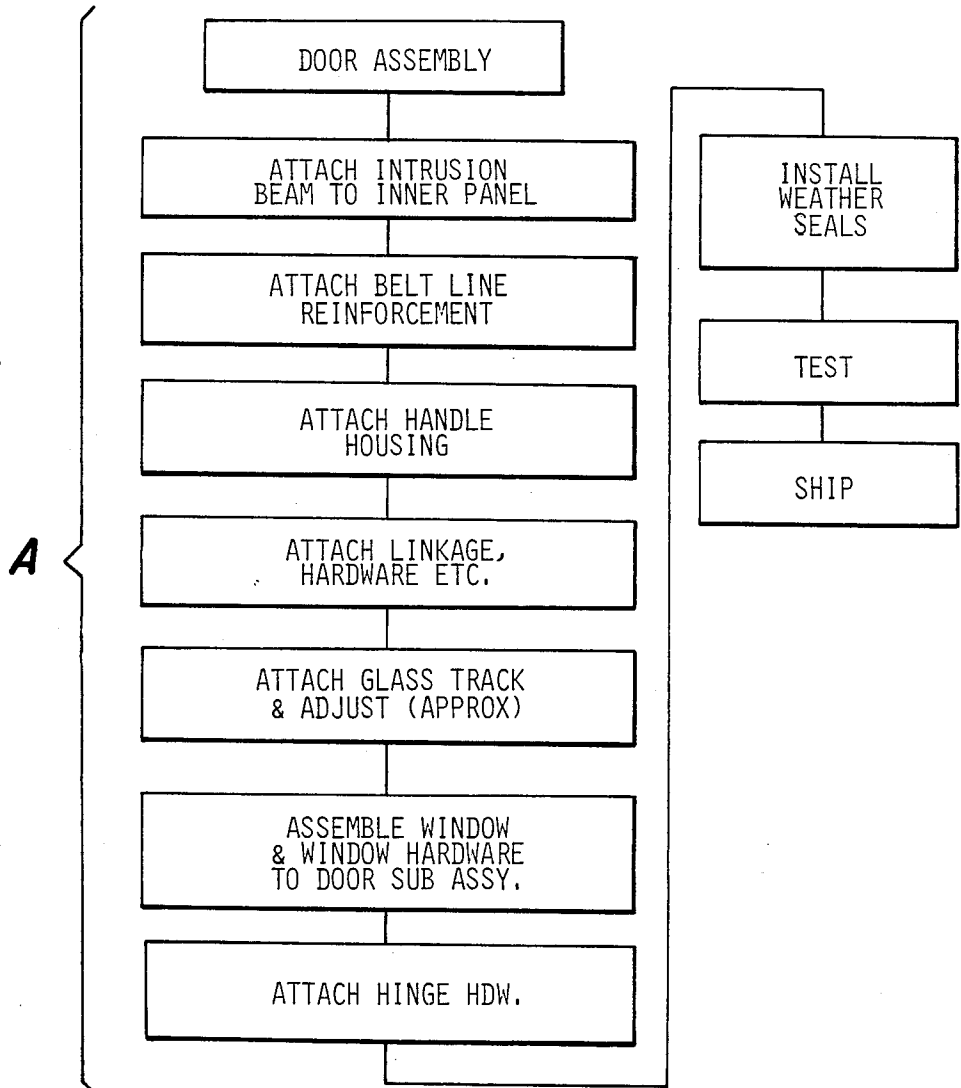 DOOR ASSEMBLY
ATTACH INTRUSION
BEAM TO INNER PANEL
ATTACH BELT LINE
REINFORCEMENT
ATTACH HANDLE
HOUSING
A
ATTACH LINKAGE,
HARDWARE ETC.
ATTACH GLASS TRACK
& ADJUST (APPROX)
ASSEMBLE WINDOW
& WINDOW HARDWARE
TO DOOR SUB ASSY.
ATTACH HINGE HDW.
INSTALL
WEATHER
SEALS
TEST
SHIP